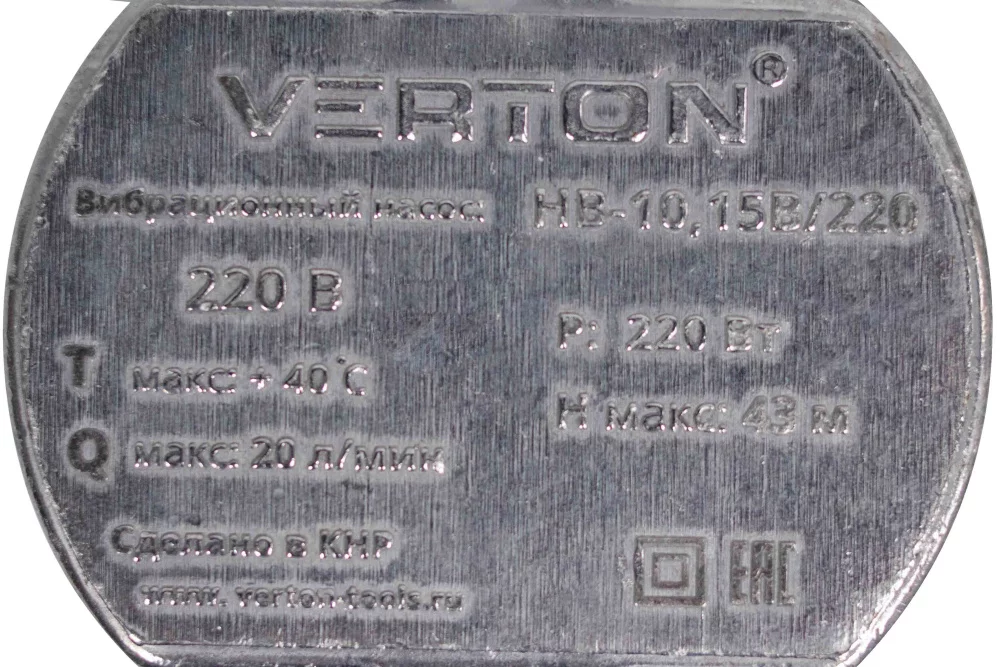 VERTON®
Вибрационный насос: НВ-10,15В/220
220 В
P: 220 Вт
T макс: + 40°C
H макс: 43 м
Q макс: 20 л/мин
Сделано в КНР
www.verton-tools.ru
EAC